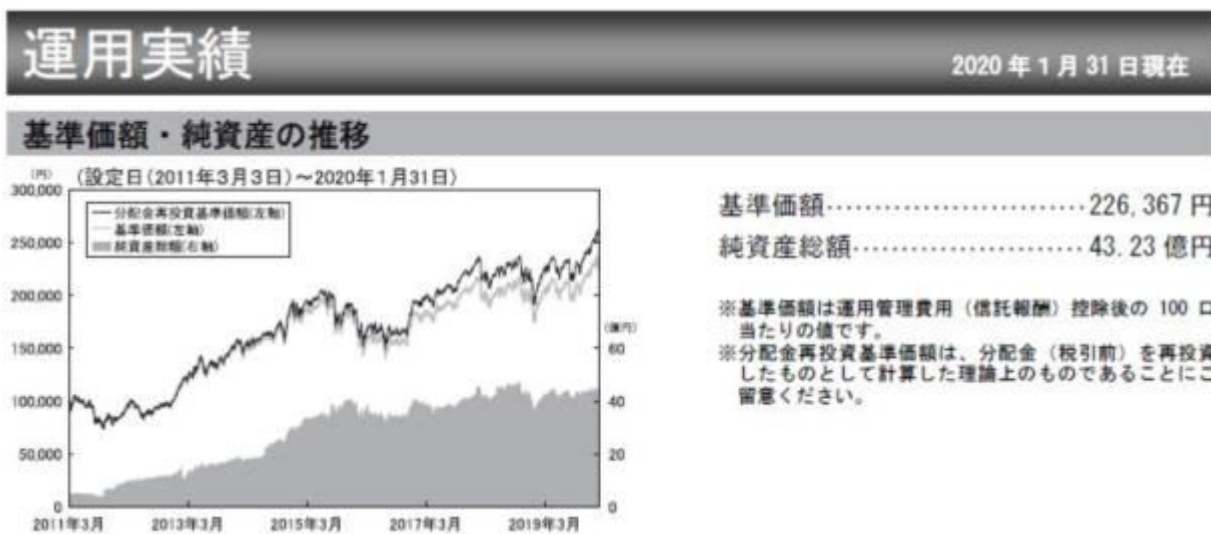 運用実績
2020年1月31日現在
基準価額・純資産の推移
(円) (設定日(2011年3月3日)～2020年1月31日)
300,000
分配金再投資基準価額(左軸)
基準価額(左軸)
純資産総額(右軸)
250,000
200,000
(億円)
150,000 60
100,000 40
50,000 20
0 0
2011年3月 2013年3月 2015年3月 2017年3月 2019年3月
基準価額‥‥‥‥‥‥‥‥‥‥‥‥‥226,367 円
純資産総額‥‥‥‥‥‥‥‥‥‥‥‥43.23 億円
※基準価額は運用管理費用（信託報酬）控除後の 100 口
当たりの値です。
※分配金再投資基準価額は、分配金（税引前）を再投資
したものとして計算した理論上のものであることにご
留意ください。